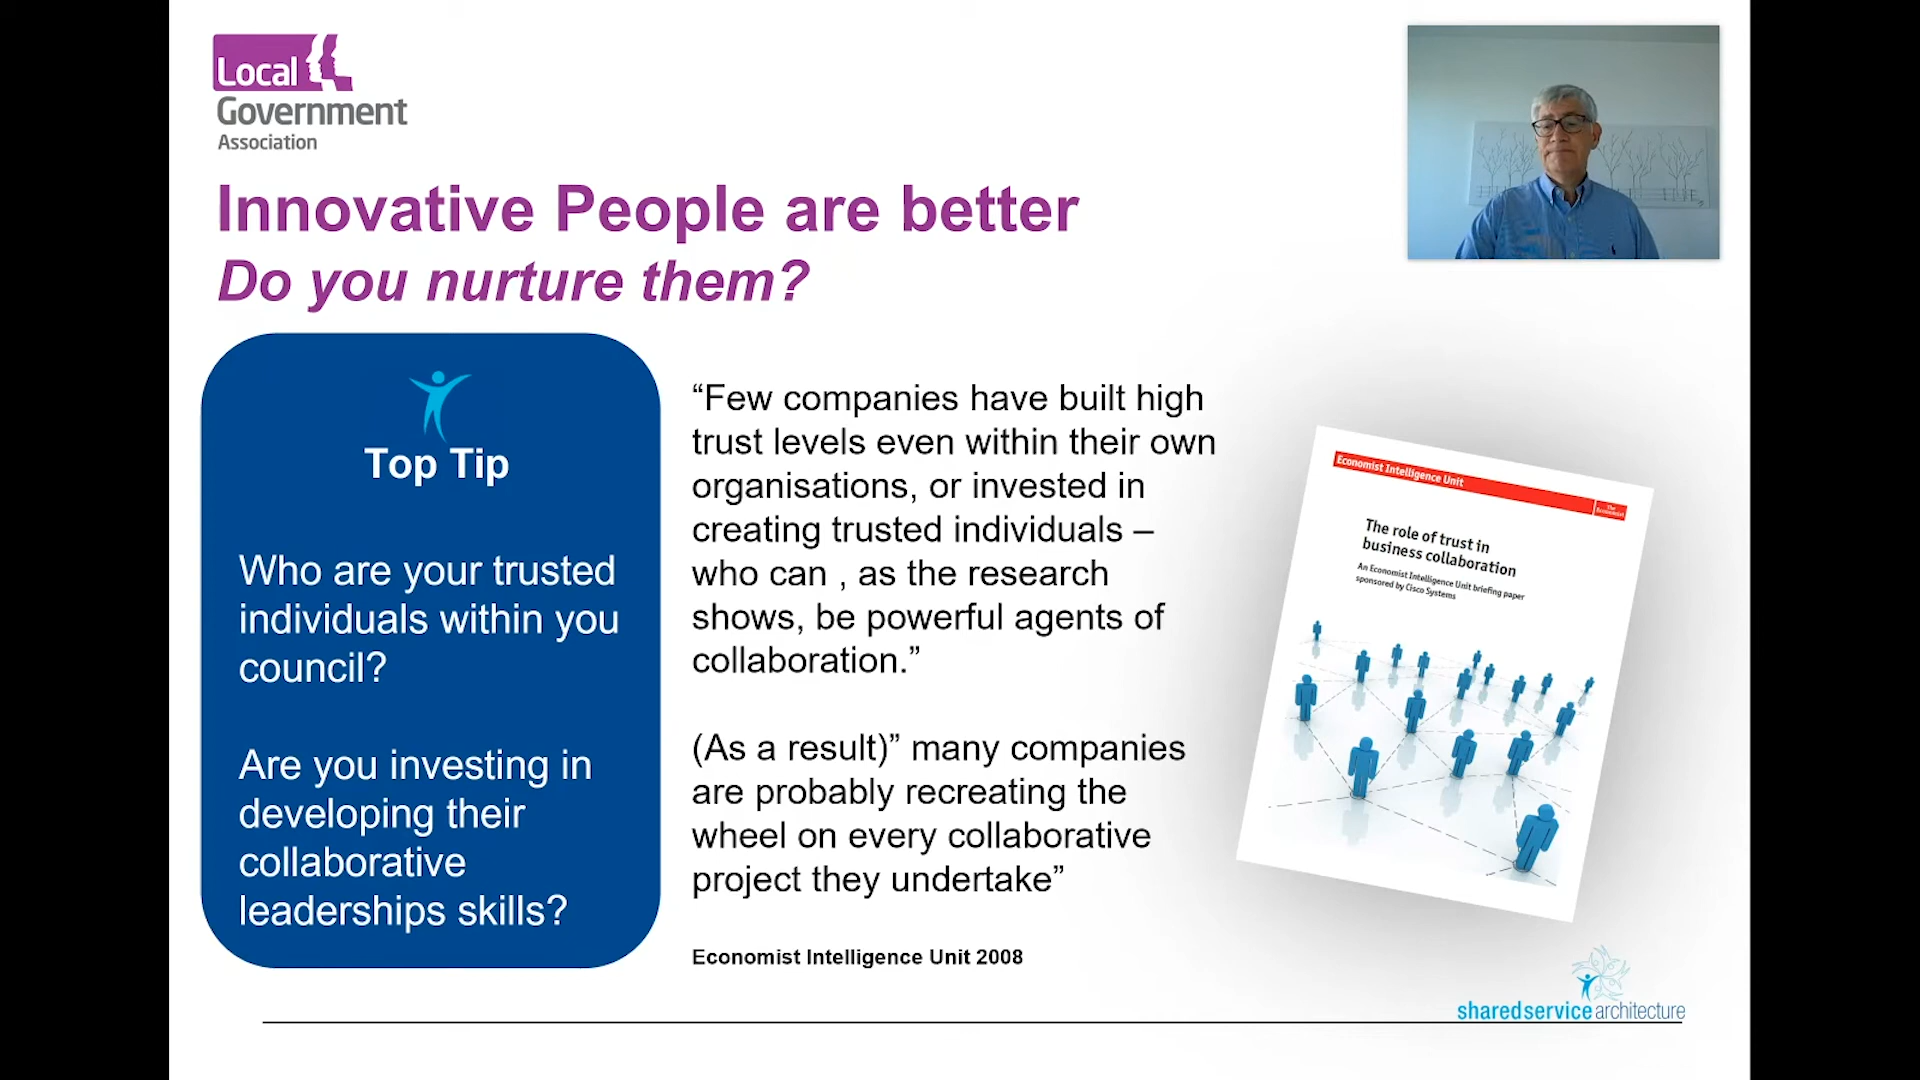 Local
Government
Association
Innovative People are better
Do you nurture them?
Top Tip
Who are your trusted
individuals within you
council?
Are you investing in
developing their
collaborative
leaderships skills?
“Few companies have built high
trust levels even within their own
organisations, or invested in
creating trusted individuals –
who can , as the research
shows, be powerful agents of
collaboration.”
(As a result)” many companies
are probably recreating the
wheel on every collaborative
project they undertake”
Economist Intelligence Unit 2008
Economist Intelligence Unit
The
Economist
The role of trust in
business collaboration
An Economist Intelligence Unit briefing paper
sponsored by Cisco Systems
sharedservicearchitecture